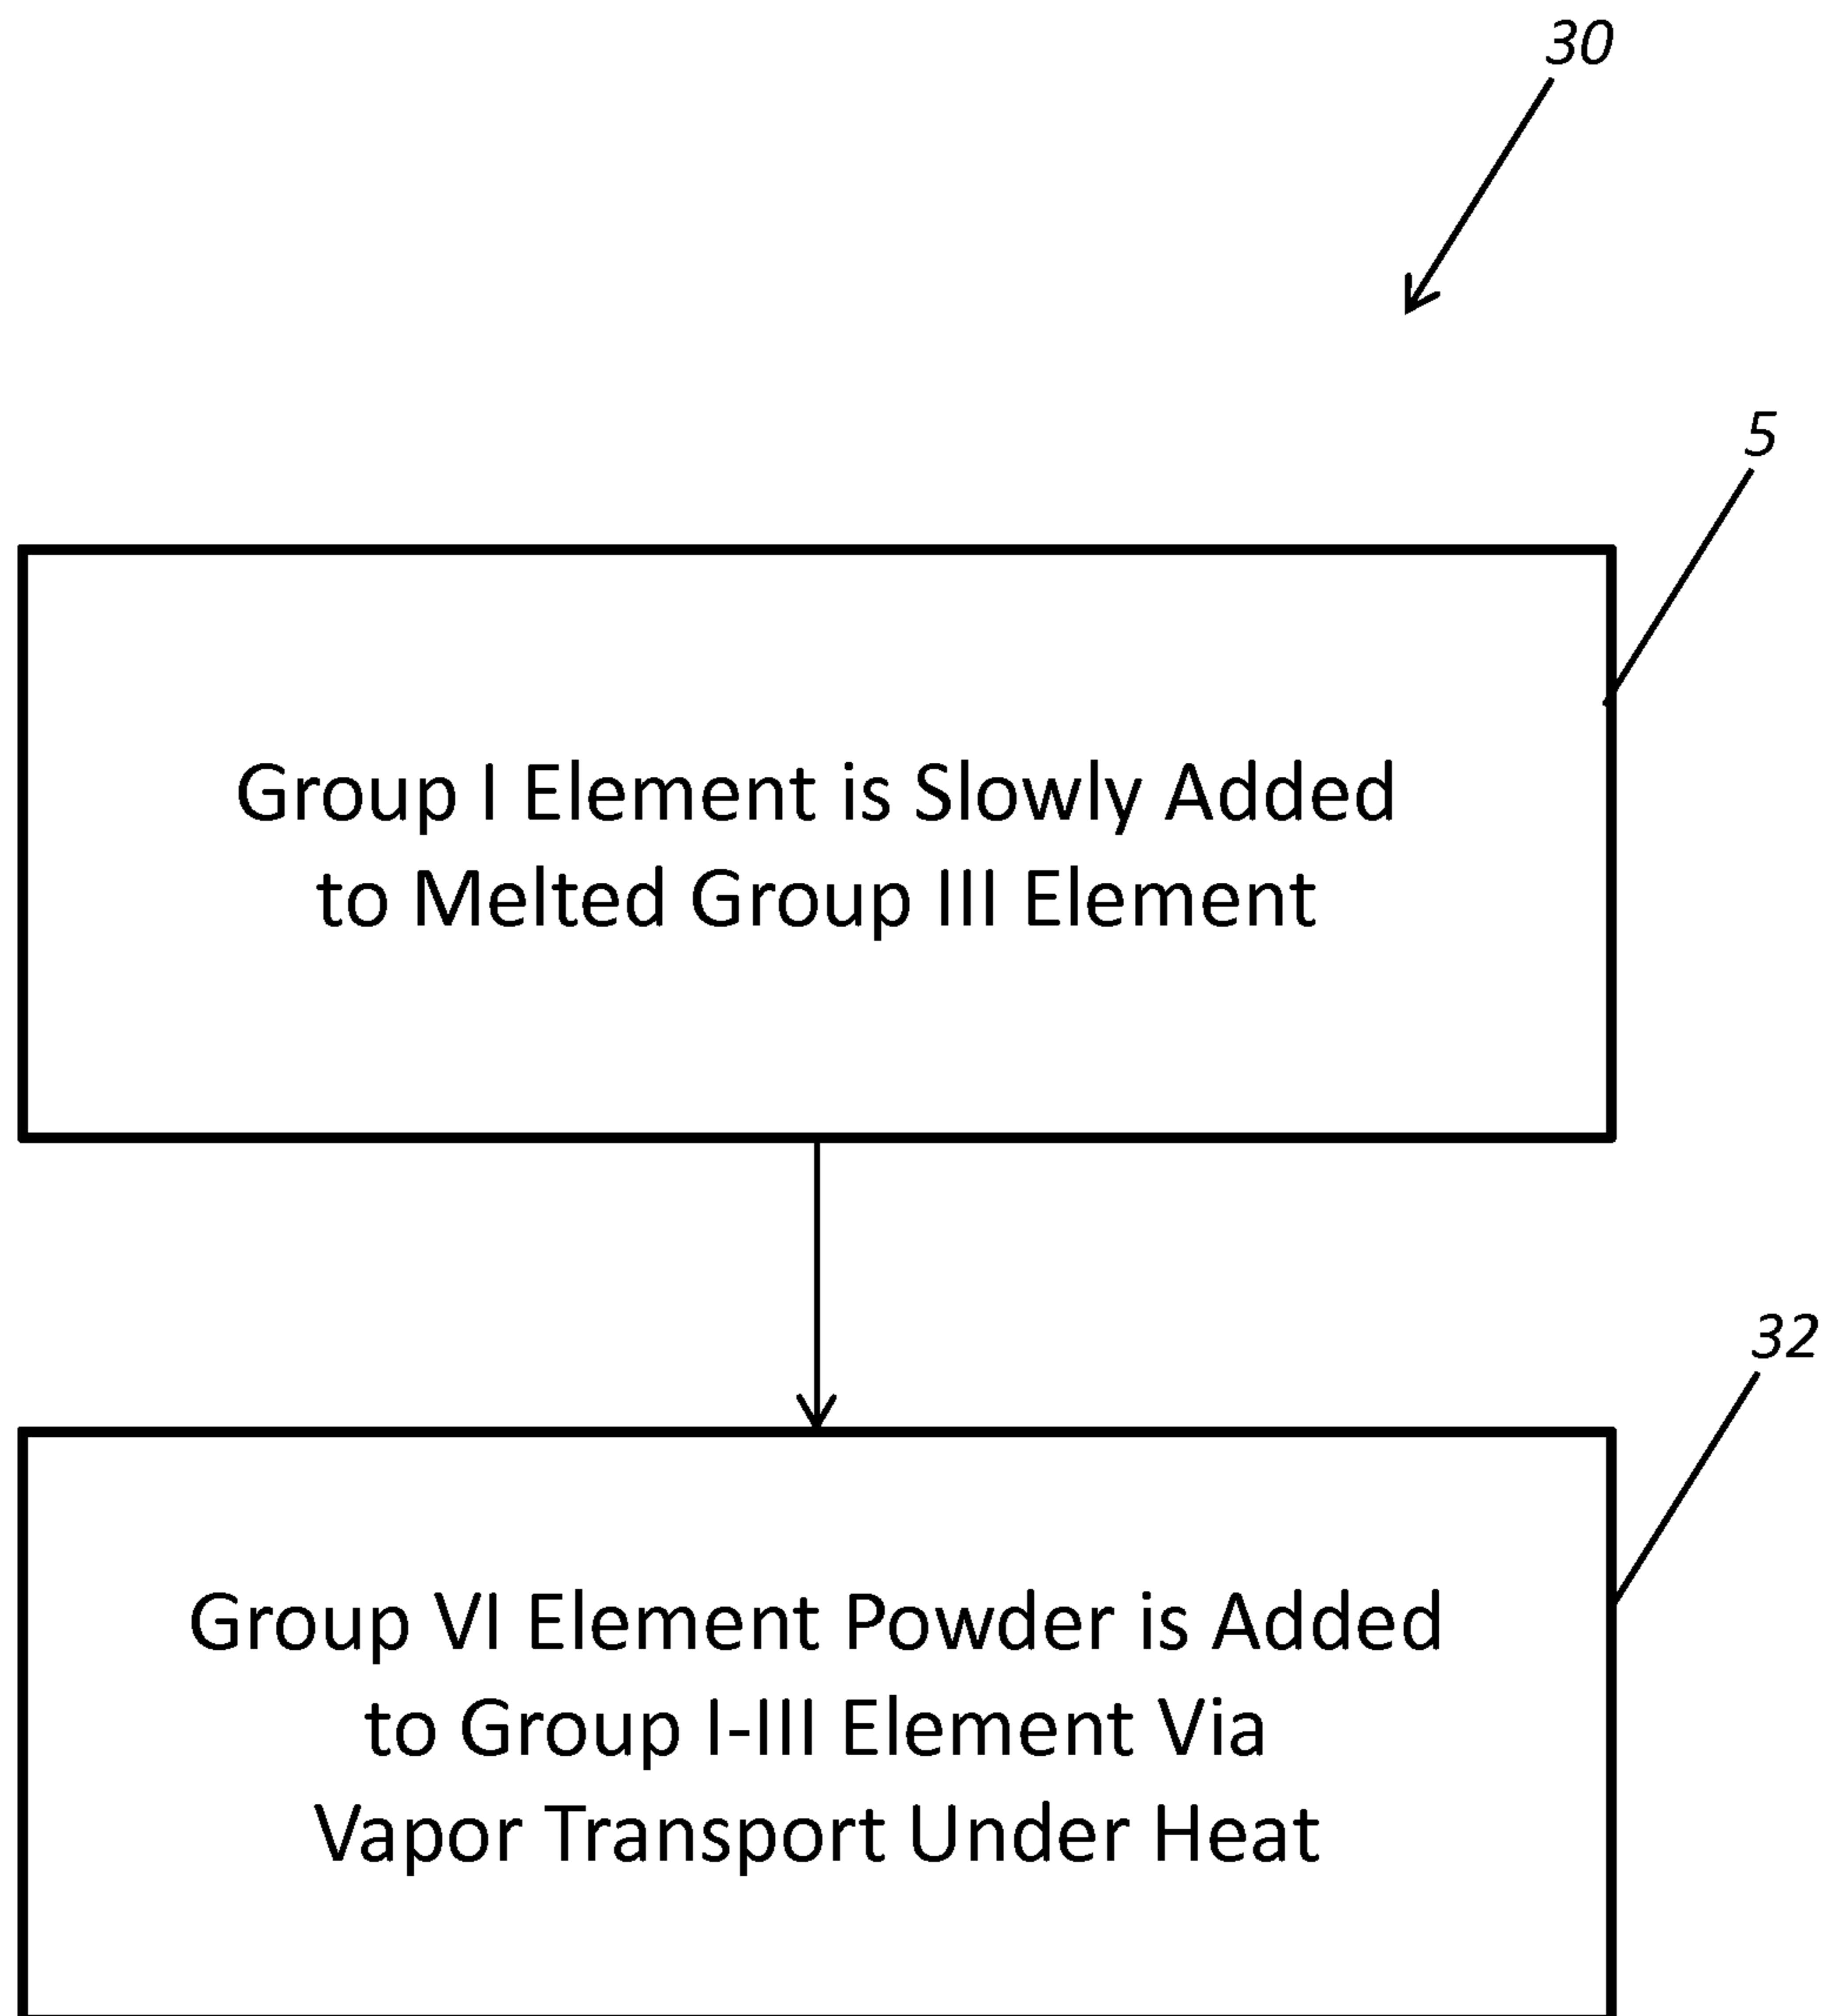 30
5
Group I Element is Slowly Added
to Melted Group III Element
32
Group VI Element Powder is Added
to Group I-III Element Via
Vapor Transport Under Heat